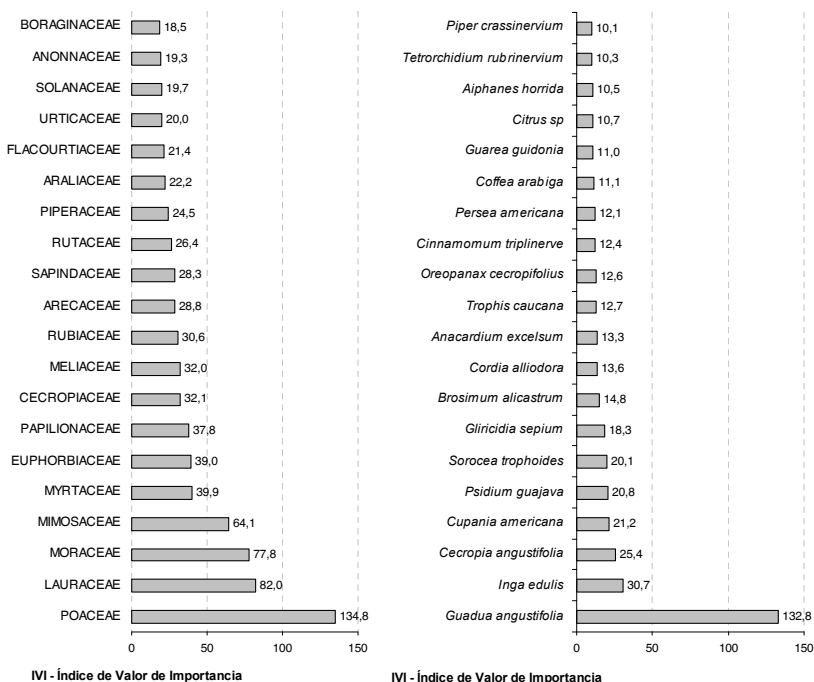 BORAGINACEAE 18,5
ANONNACEAE 19,3
SOLANACEAE 19,7
URTICACEAE 20,0
FLACOURTIACEAE 21,4
ARALIACEAE 22,2
PIPERACEAE 24,5
RUTACEAE 26,4
SAPINDACEAE 28,3
ARECACEAE 28,8
RUBIACEAE 30,6
MELIACEAE 32,0
CECROPIACEAE 32,1
PAPILIONACEAE 37,8
EUPHORBIACEAE 39,0
MYRTACEAE 39,9
MIMOSACEAE 64,1
MORACEAE 77,8
LAURACEAE 82,0
POACEAE 134,8
0 50 100 150
IVI - Índice de Valor de Importancia
Piper crassinervium 10,1
Tetrorchidium rubrinervium 10,3
Aiphanes horrida 10,5
Citrus sp 10,7
Guarea guidonia 11,0
Coffea arabiga 11,1
Persea americana 12,1
Cinnamomum triplinerve 12,4
Oreopanax cecropifolius 12,6
Trophis caucana 12,7
Anacardium excelsum 13,3
Cordia alliodora 13,6
Brosimum alicastrum 14,8
Gliricidia sepium 18,3
Sorocea trophoides 20,1
Psidium guajava 20,8
Cupania americana 21,2
Cecropia angustifolia 25,4
Inga edulis 30,7
Guadua angustifolia 132,8
0 50 100 150
IVI - Índice de Valor de Importancia